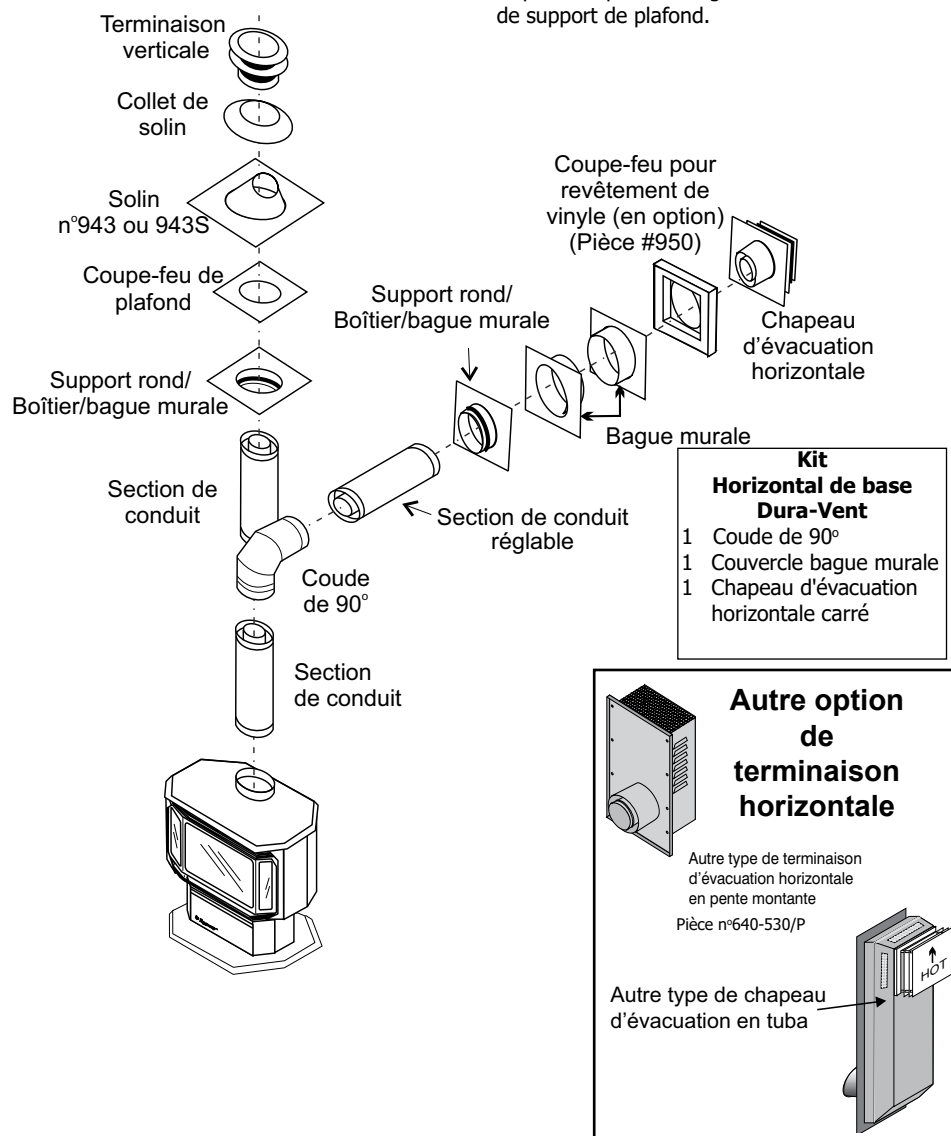 de support de plafond.
Terminaison
verticale
Collet de
solin
Solin
n°943 ou 943S
Coupe-feu de
plafond
Support rond/
Boîtier/bague murale
Section de
conduit
Coude
de 90°
Section
de conduit
Section de conduit
réglable
Support rond/
Boîtier/bague murale
Bague murale
Coupe-feu pour
revêtement de
vinyle (en option)
(Pièce #950)
Chapeau
d'évacuation
horizontale
Kit
Horizontal de base
Dura-Vent
1 Coude de 90°
1 Couvercle bague murale
1 Chapeau d'évacuation
horizontale carré
Autre option
de
terminaison
horizontale
Autre type de terminaison
d'évacuation horizontale
en pente montante
Pièce n°640-530/P
HOT
Autre type de chapeau
d'évacuation en tuba